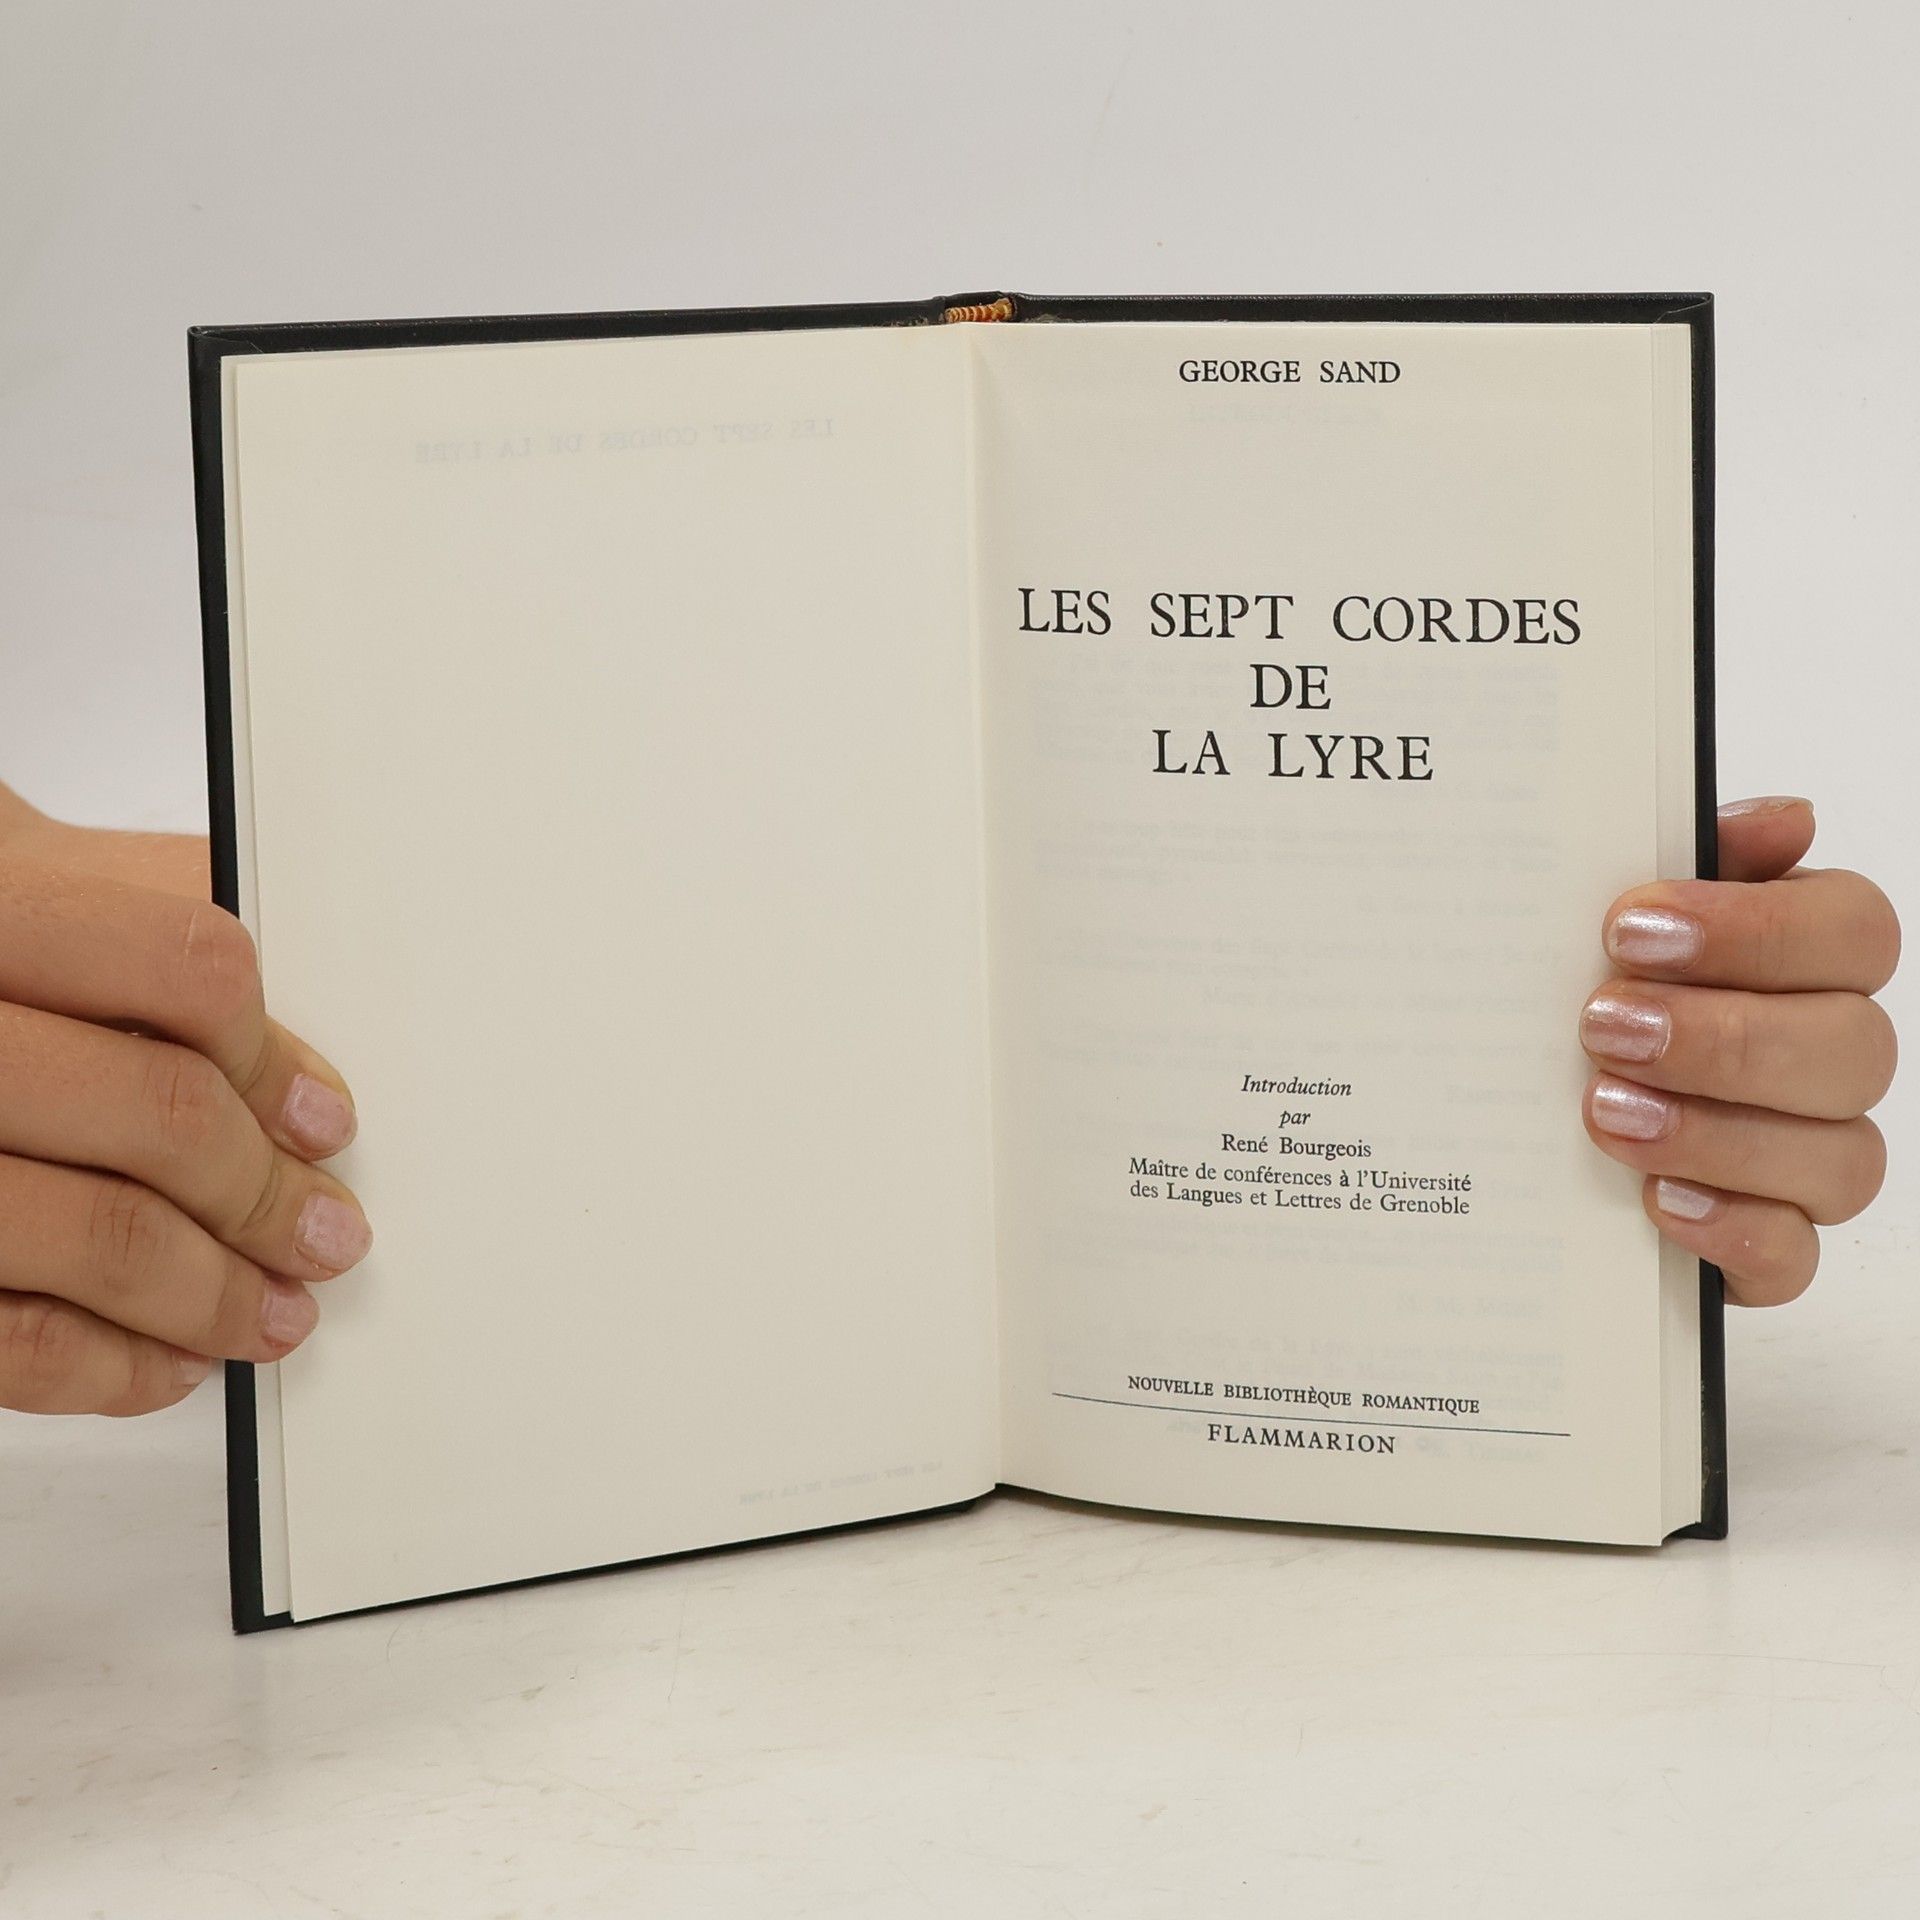 GEORGE SAND
LES SEPT CORDES
DE
LA LYRE
Introduction
par
René Bourgeois
Maître de conférences à l'Université
des Langues et Lettres de Grenoble
NOUVELLE BIBLIOTHÈQUE ROMANTIQUE
FLAMMARION